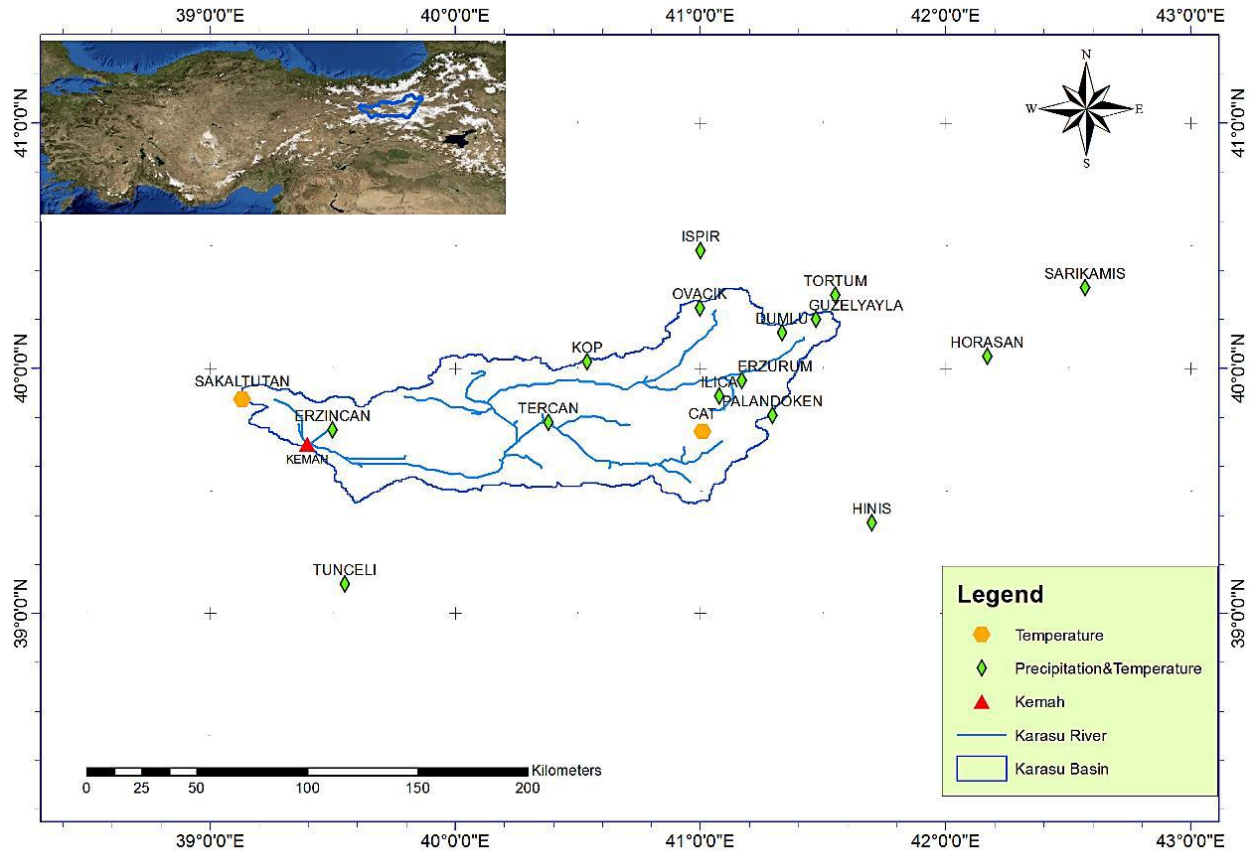 39°0'0"E 40°0'0"E 41°0'0"E 42°0'0"E 43°0'0"E
41°0'0"N
41°0'0"N
N
W
E
S
ISPIR
SARIKAMIS
TORTUM
OVACIK
GUZELYAYLA
DUMLU
HORASAN
KOP
40°0'0"N
40°0'0"N
ERZURUM
SAKALTUTAN
ILICA
PALANDOKEN
TERCAN
CAT
ERZINCAN
KEMAH
HINIS
TUNCELI
39°0'0"N
39°0'0"N
Legend
Temperature
Precipitation&Temperature
Kemah
Karasu River
Karasu Basin
Kilometers
0 25 50 100 150 200
39°0'0"E 40°0'0"E 41°0'0"E 42°0'0"E 43°0'0"E